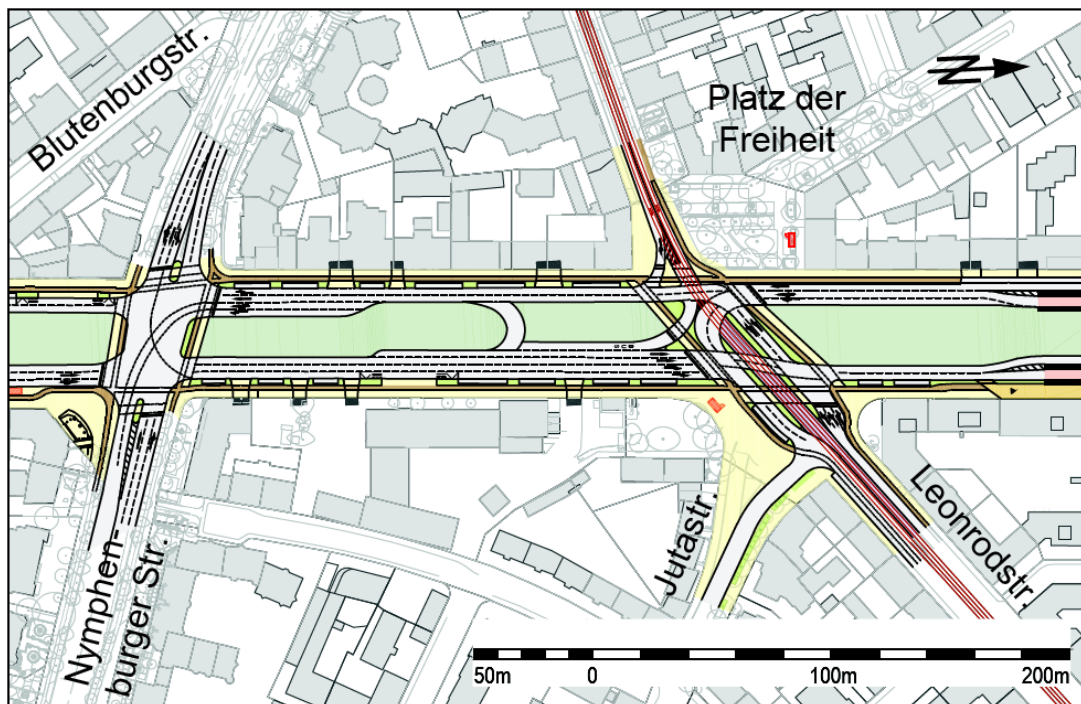 Blutenburgstr.
Platz der
Freiheit
N
Nymphen-
burger Str.
Jutastr.
Leonrodstr.
50m 0 100m 200m